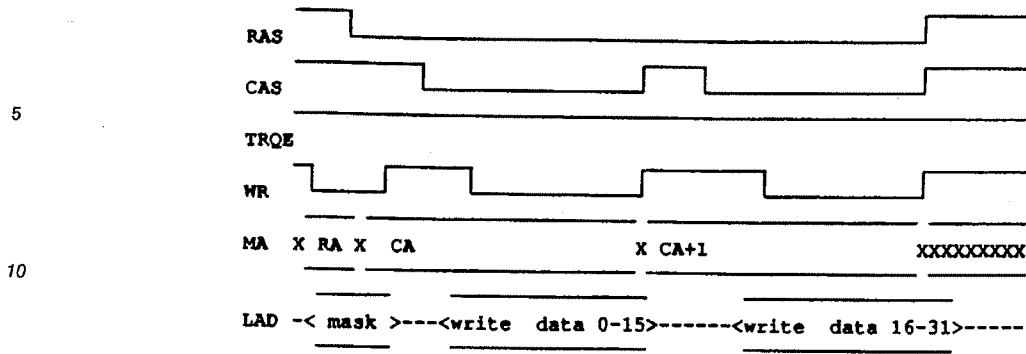 RAS
CAS
5
TRQE
WR
MA X RA X CA X CA+1 XXXXXXXXX
10
LAD -< mask >---<write data 0-15>------<write data 16-31>-----